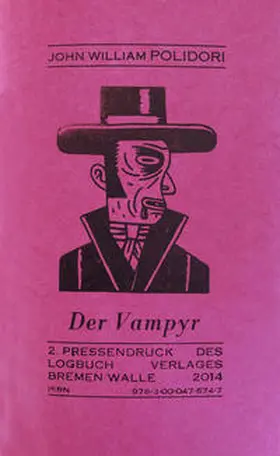 JOHN WILLIAM POLIDORI
Der Vampyr
2. PRESSENDRUCK DES
LOGBUCH VERLAGES
BREMEN/WALLE 2014
ISBN 978-3-00-047-574-7